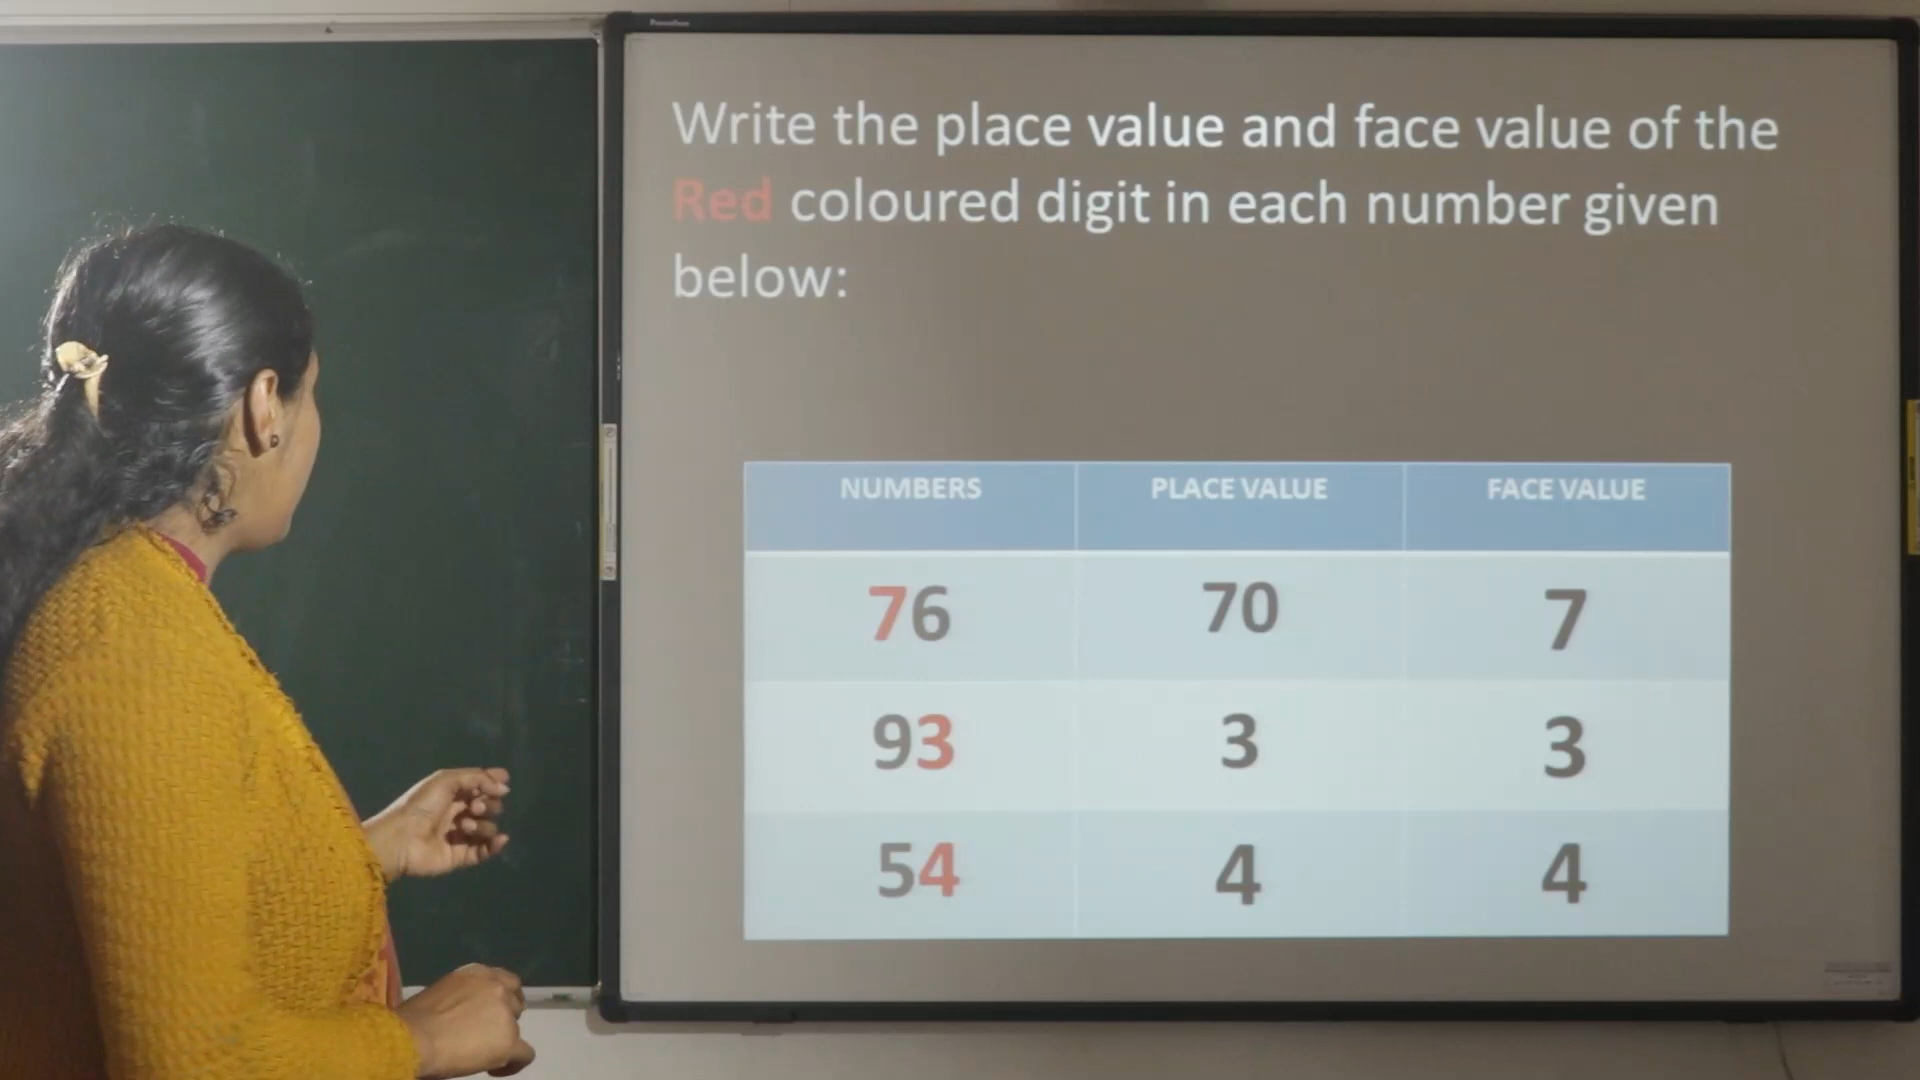 Write the place value and face value of the
Red coloured digit in each number given
below:
NUMBERS PLACE VALUE FACE VALUE
76 70 7
93 3 3
54 4 4